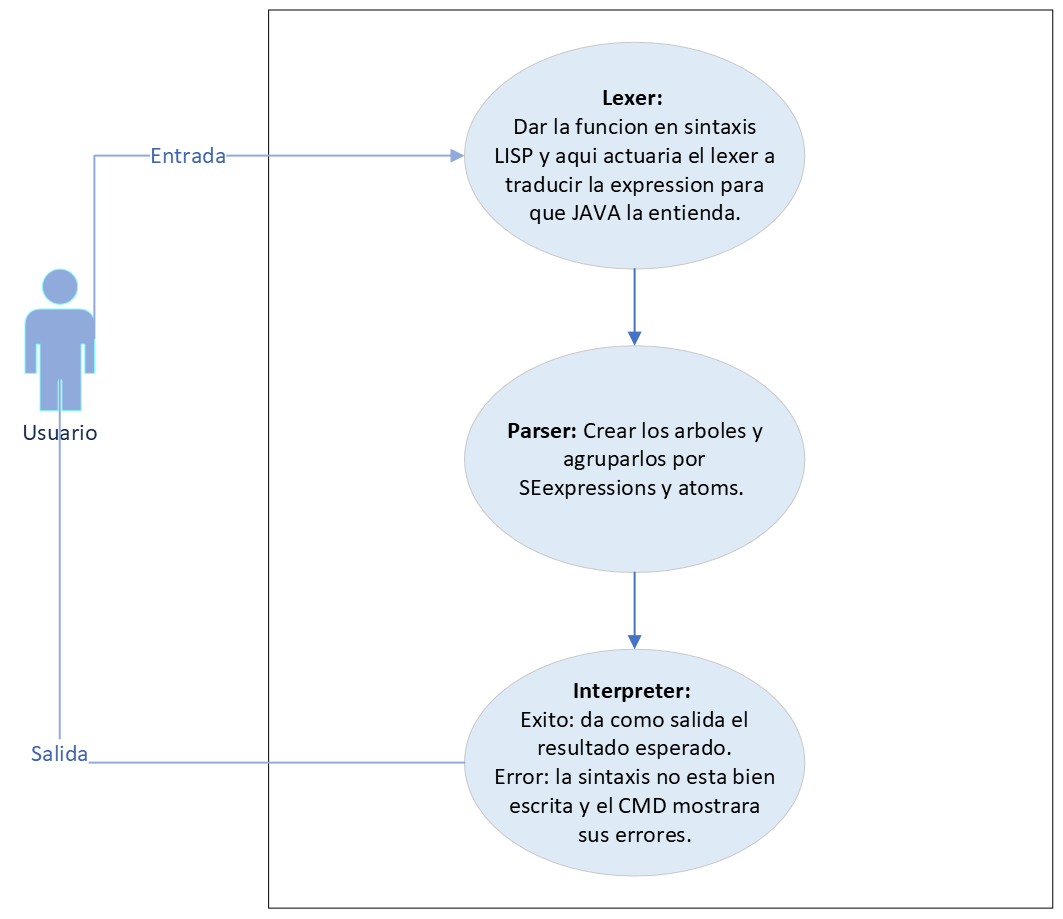 Lexer:
Dar la funcion en sintaxis
LISP y aqui actuaria el lexer a
traducir la expression para
que JAVA la entienda.
Entrada
Usuario
Parser: Crear los arboles y
agruparlos por
SEexpressions y atoms.
Interpreter:
Exito: da como salida el
resultado esperado.
Error: la sintaxis no esta bien
escrita y el CMD mostrara
sus errores.
Salida